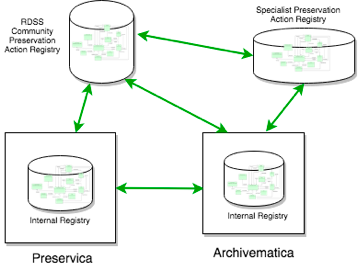 RDSS
Community
Preservation
Action Registry
Specialist Preservation
Action Registry
Internal Registry
Internal Registry
Preservica
Archivematica